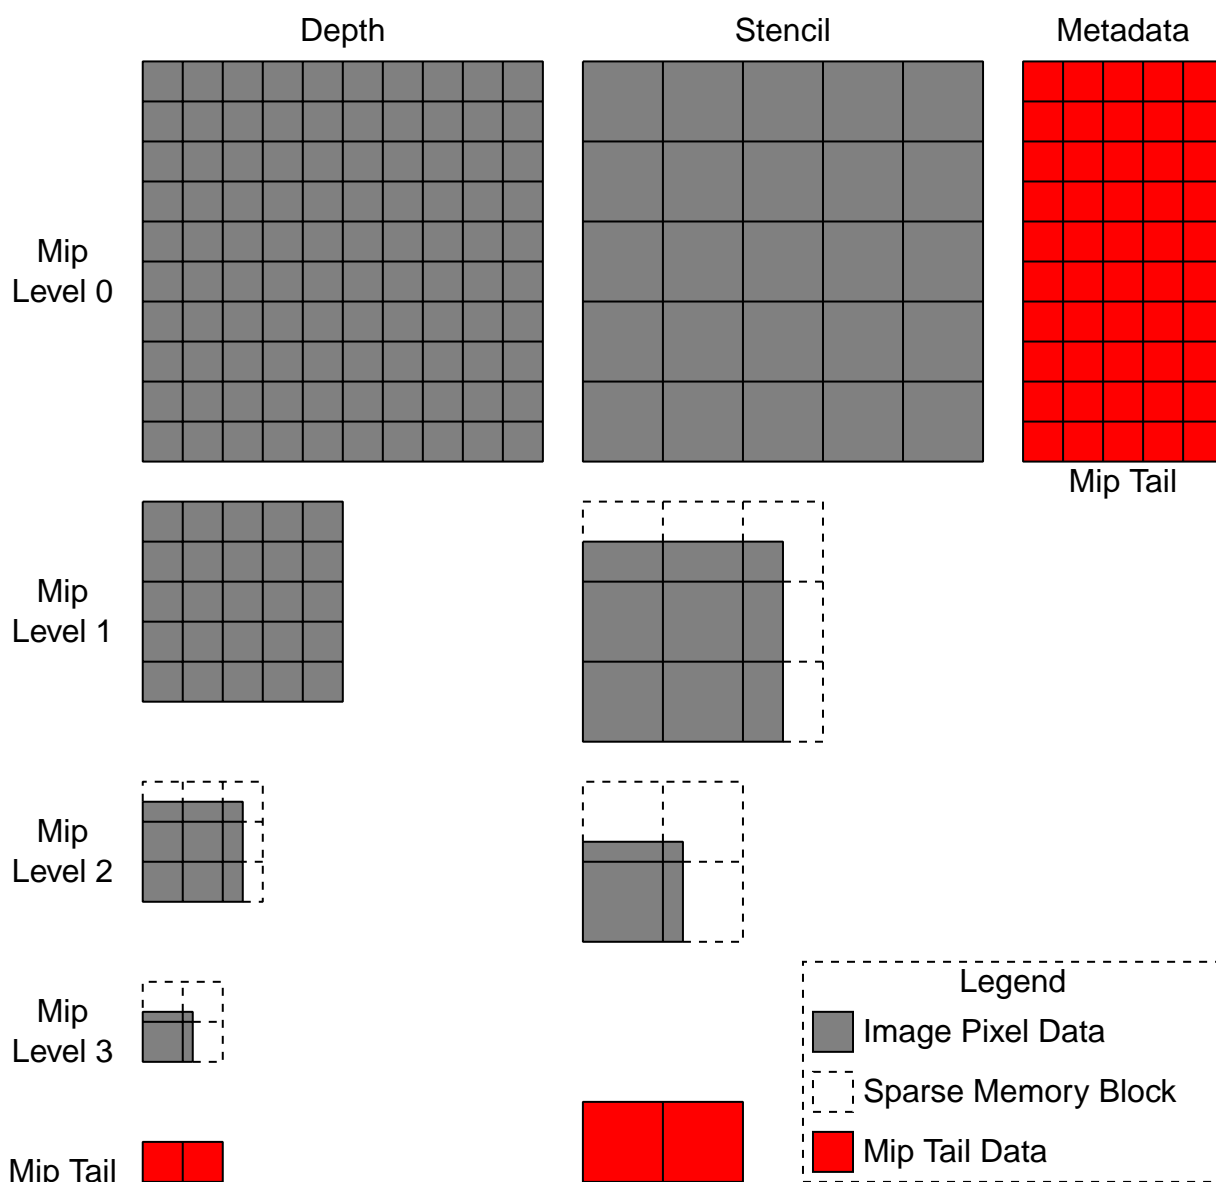 Depth
Stencil
Metadata
Mip
Level 0
Mip Tail
Mip
Level 1
Mip
Level 2
Mip
Level 3
Legend
Image Pixel Data
Sparse Memory Block
Mip Tail Data
Mip Tail